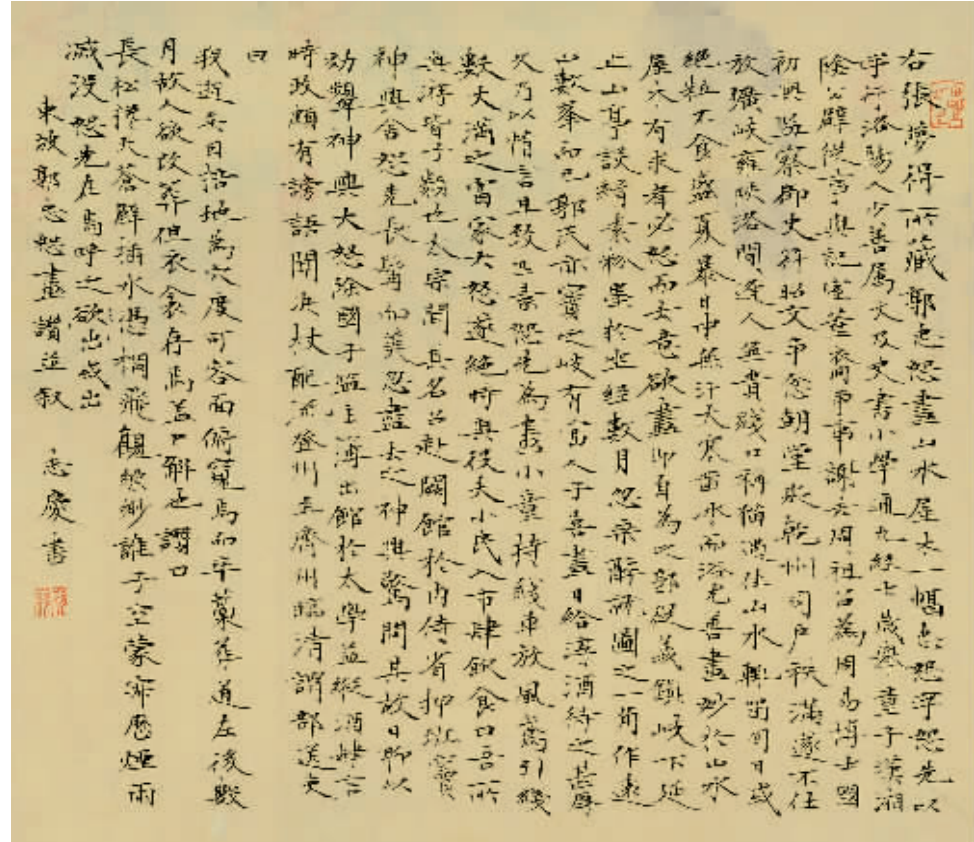 右張夢得所藏郭忠恕畫山水屋木一幅忠恕字恕先以
字行洛陽人少善屬文及史書小學通九經七歲舉童子漢湘
陰公辟從事與記室董裔爭事謝去周祖召為周易博士國
初與監察御史符昭文爭忿朝堂貶乾州司戶秩滿遂不仕
放曠岐雍陝洛間逢人無貴賤口稱貓遇佳山水輒留旬日或
絕粒不食盛夏暴日中無汗大寒鑿冰而浴尤善畫妙於山水
屋木有求者必怒而去意欲畫即自為之郭從義鎮岐下延
止山亭設絹素粉墨於坐經數月忽乘醉就圖之一角作遠
山數峯而已郭氏亦寶之岐有富人子喜畫日給淳酒待之甚厚
久乃以情言且致匹素恕先為畫小童持綫車放風鳶引綫
數丈滿之富家大怒遂絕時與役夫小民入市肆飲食曰吾所
與游皆子類也太宗聞其名召赴闕館於內侍省押班竇
神興舍恕先長髯而美忽盡去之神興驚問其故曰聊以
効顰神興大怒除國子監主簿出館於太學益縱酒肆言
時政頗有謗語聞決杖配流登州至齊州臨清謂部送吏
曰
我逝矣因掊地為穴度可容面俯窺焉而卒藁葬道左後數
月故人欲改葬但衣衾存焉蓋尸解也讚曰
長松攙天蒼壁插水憑欄飛觀縹緲誰子空蒙寂歷煙雨
滅沒恕先在焉呼之欲出或出
東坡郭忠恕畫讚並叙 志慶書